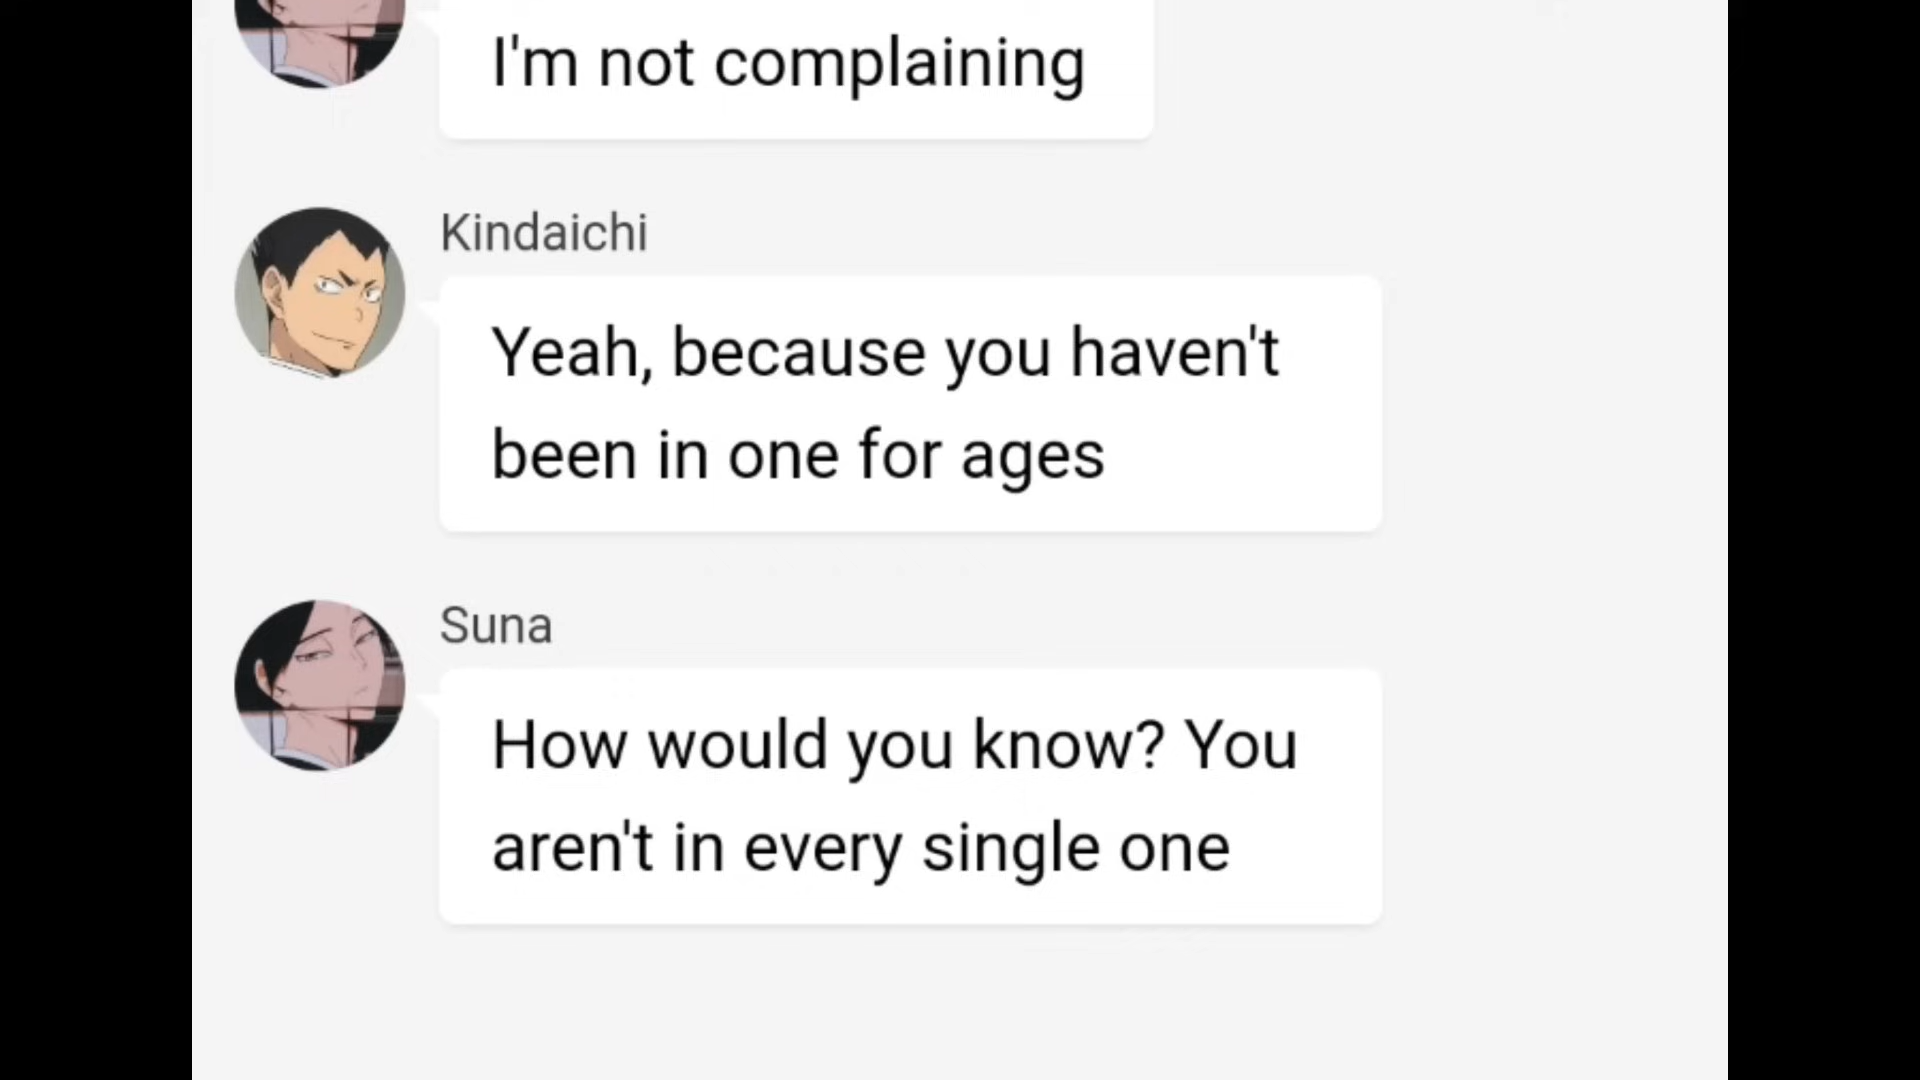 I'm not complaining
Kindaichi
Yeah, because you haven't
been in one for ages
Suna
How would you know? You
aren't in every single one